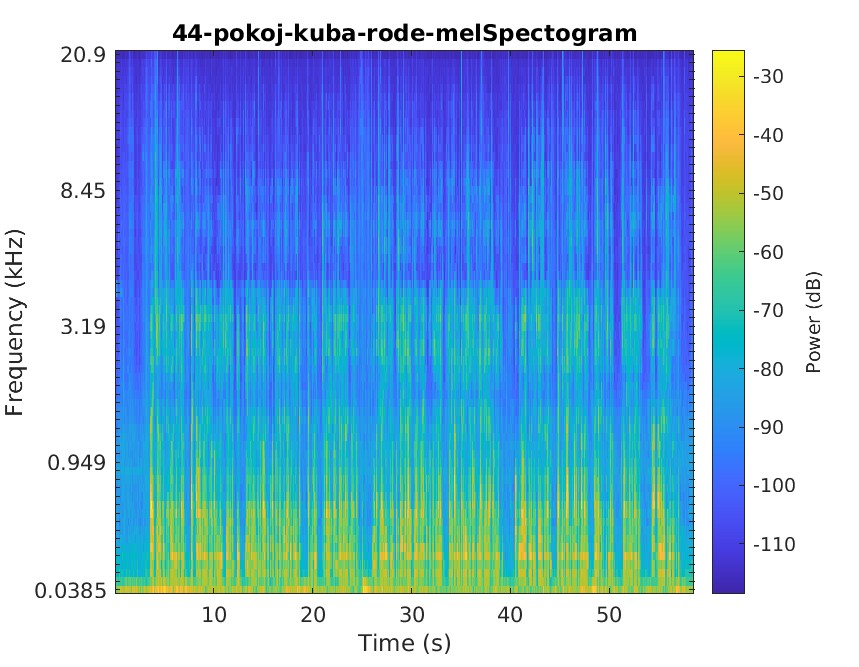 44-pokoj-kuba-rode-melSpectogram
20.9
8.45
3.19
0.949
0.0385
Frequency (kHz)
10 20 30 40 50
Time (s)
-30
-40
-50
-60
-70
-80
-90
-100
-110
Power (dB)